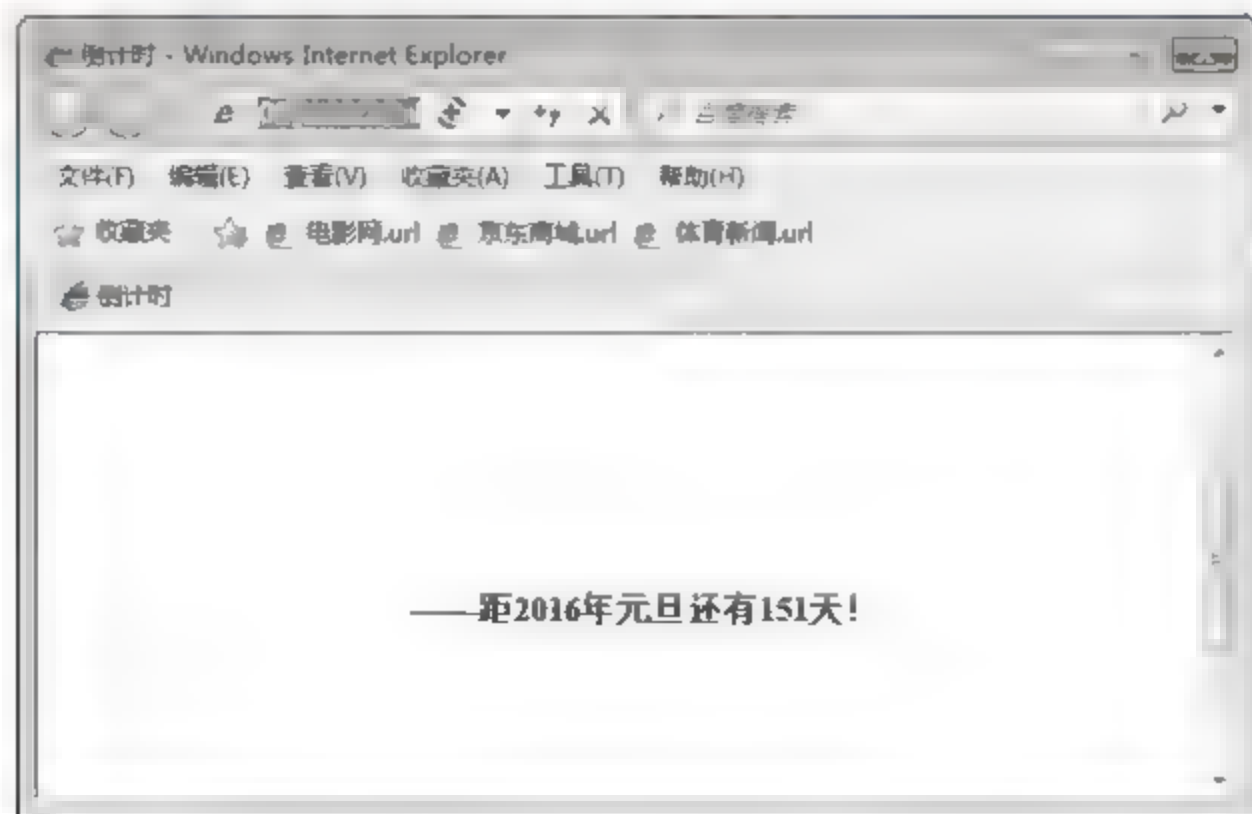 倒计时 - Windows Internet Explorer
文件(F) 编辑(E) 查看(V) 收藏夹(A) 工具(T) 帮助(H)
收藏夹 电影网.url 京东商城.url 体育新闻.url
倒计时
——距2016年元旦还有151天!